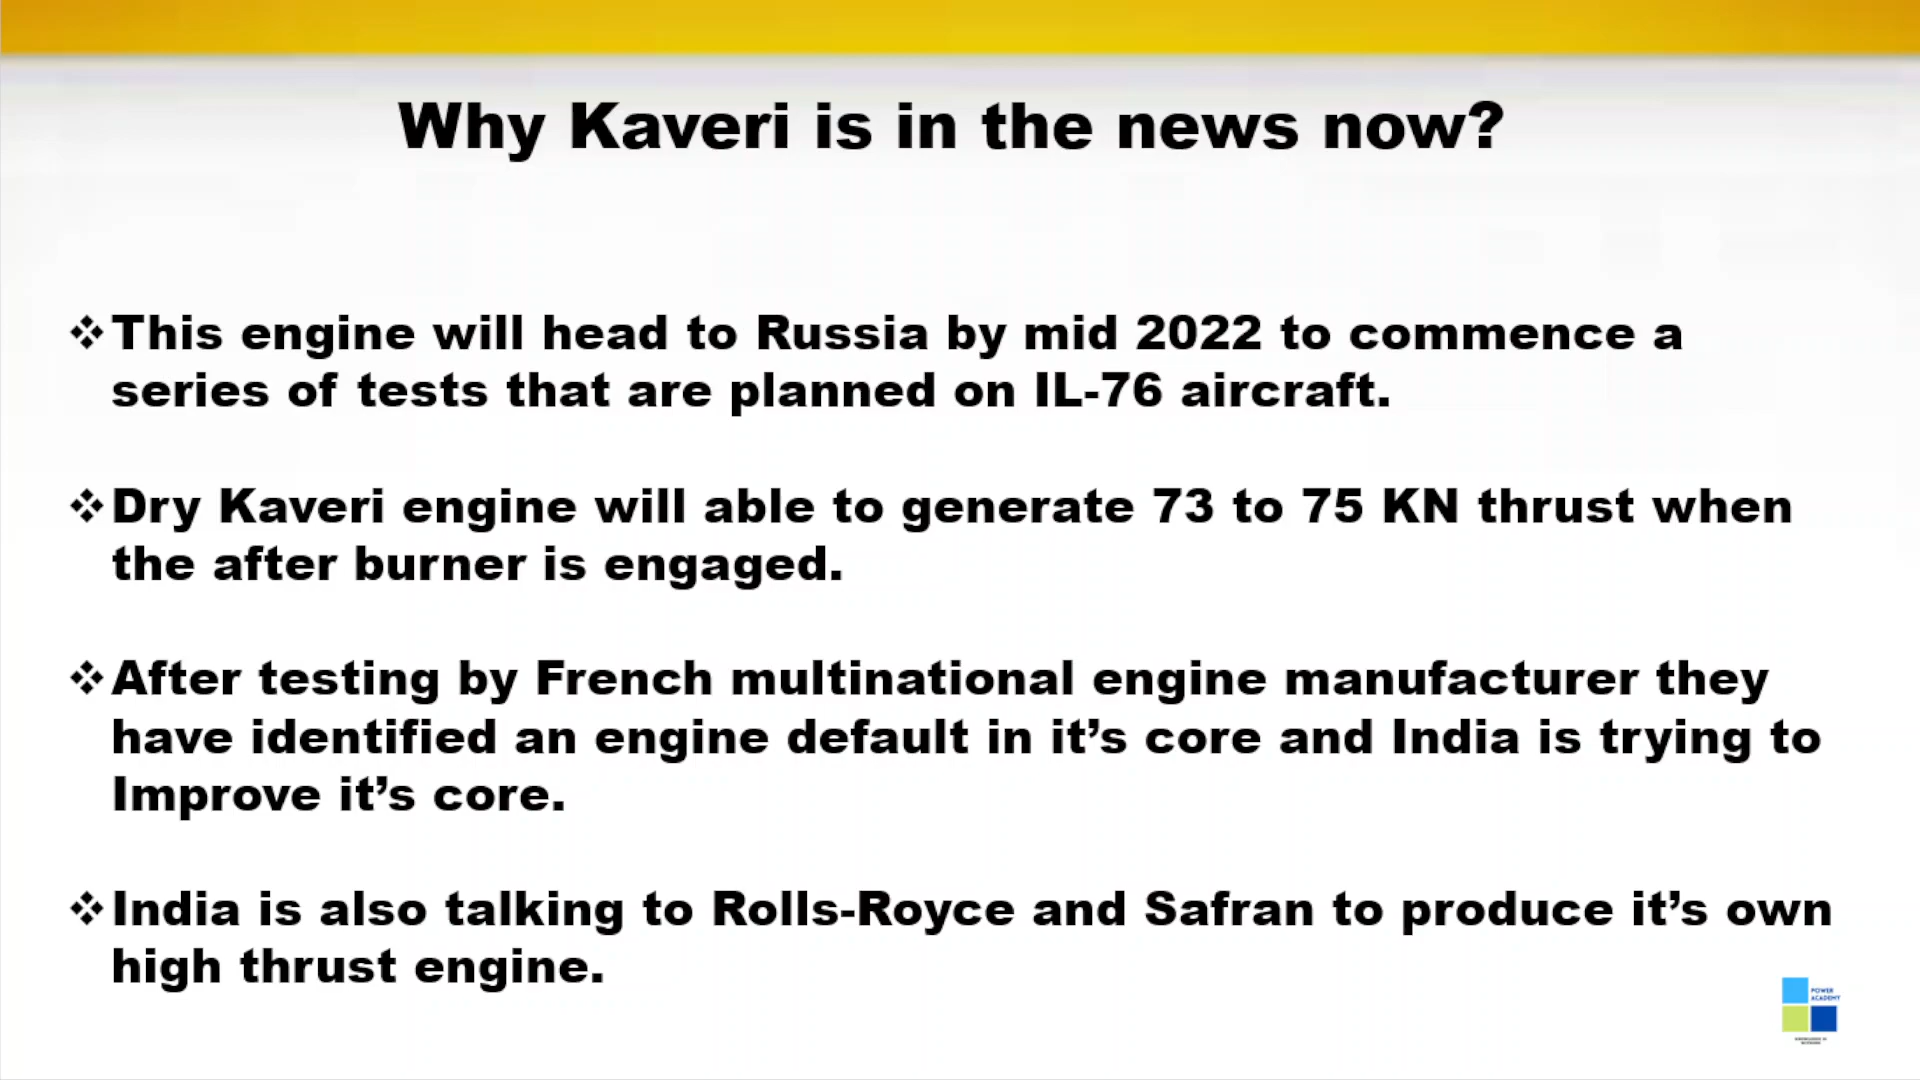 Why Kaveri is in the news now?
❖This engine will head to Russia by mid 2022 to commence a
series of tests that are planned on IL-76 aircraft.
❖Dry Kaveri engine will able to generate 73 to 75 KN thrust when
the after burner is engaged.
❖After testing by French multinational engine manufacturer they
have identified an engine default in it’s core and India is trying to
Improve it’s core.
❖India is also talking to Rolls-Royce and Safran to produce it’s own
high thrust engine.
POWER
ACADEMY